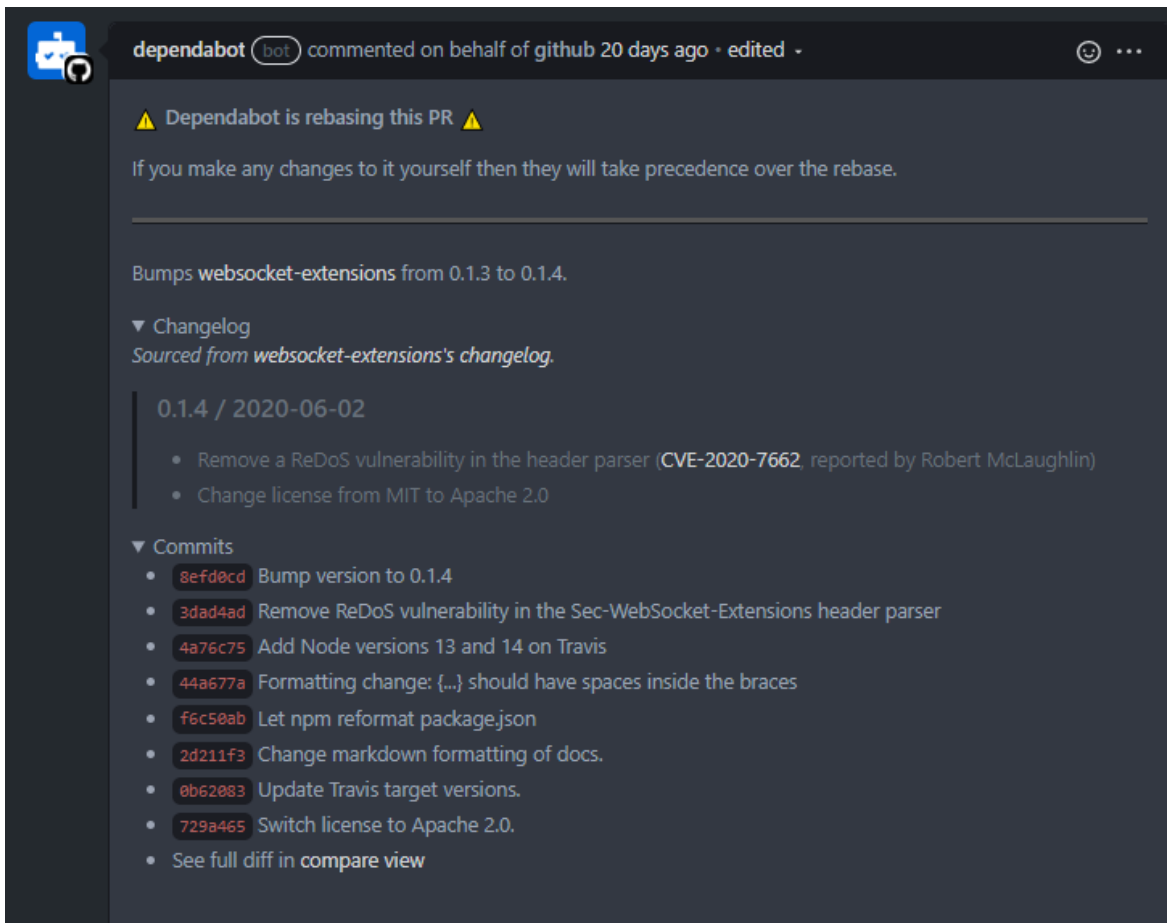 dependabot bot commented on behalf of github 20 days ago • edited
⚠ Dependabot is rebasing this PR ⚠
If you make any changes to it yourself then they will take precedence over the rebase.
Bumps websocket-extensions from 0.1.3 to 0.1.4.
▼ Changelog
Sourced from websocket-extensions's changelog.
0.1.4 / 2020-06-02
• Remove a ReDoS vulnerability in the header parser (CVE-2020-7662, reported by Robert McLaughlin)
• Change license from MIT to Apache 2.0
▼ Commits
• 8efd0cd Bump version to 0.1.4
• 3dad4ad Remove ReDoS vulnerability in the Sec-WebSocket-Extensions header parser
• 4a76c75 Add Node versions 13 and 14 on Travis
• 44a677a Formatting change: {...} should have spaces inside the braces
• f6c50ab Let npm reformat package.json
• 2d211f3 Change markdown formatting of docs.
• 0b62083 Update Travis target versions.
• 729a465 Switch license to Apache 2.0.
• See full diff in compare view